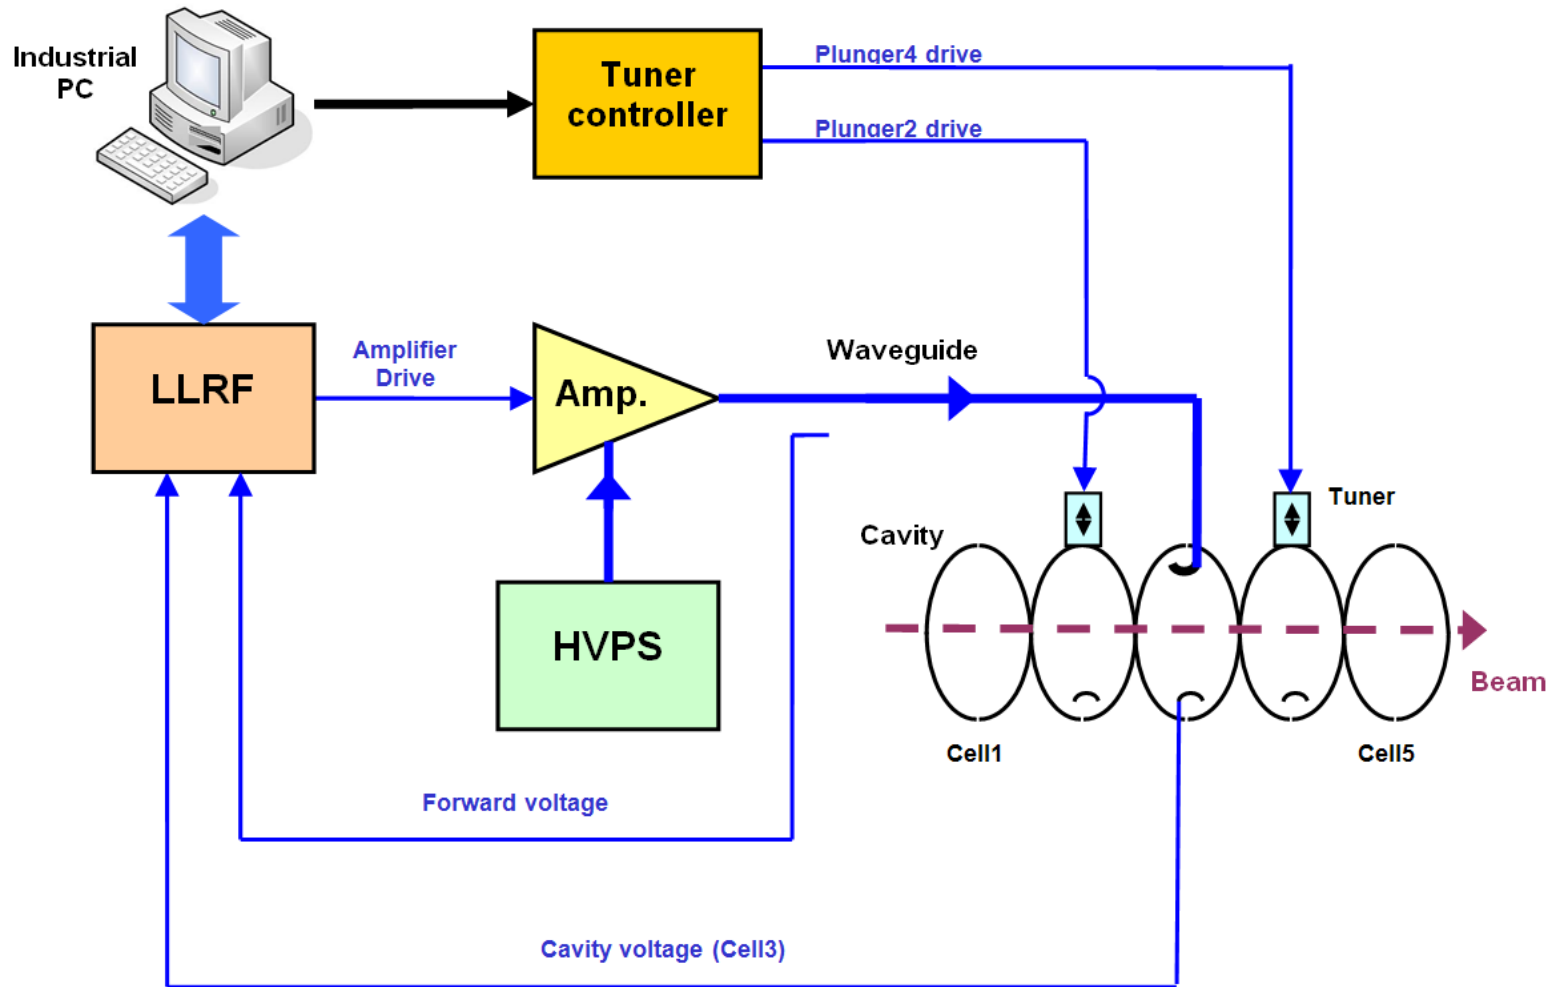 Industrial
PC
Tuner
controller
Plunger4 drive
Plunger2 drive
LLRF
Amplifier
Drive
Amp.
Waveguide
HVPS
Cavity
Tuner
Beam
Cell1
Cell5
Forward voltage
Cavity voltage (Cell3)